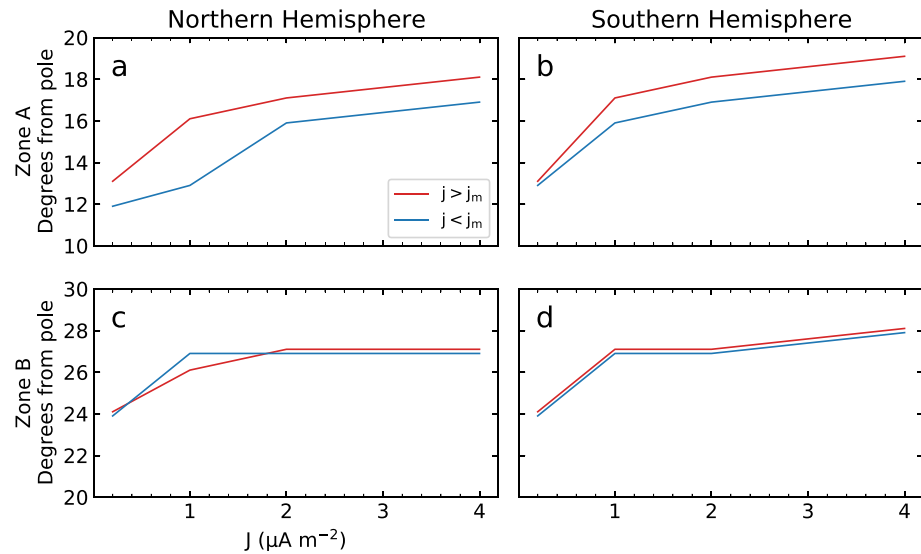 Northern Hemisphere
Southern Hemisphere
Zone A
Degrees from pole
20
18
16
14
12
10
a
j > jₘ
j < jₘ
b
Zone B
Degrees from pole
30
28
26
24
22
20
c
1
2
3
4
J (μA m⁻²)
d
1
2
3
4